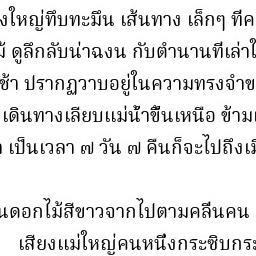 งใหญ่ทึบทะมึน เส้นทาง เล็กๆ ที่ค
ม้ ดูลึกลับน่าฉงน กับตำนานที่เล่าใ
ช้า ปรากฏวาบอยู่ในความทรงจำข
เดินทางเลียบแม่น้ำขึ้นเหนือ ข้าม
เป็นเวลา ๗ วัน ๗ คืนก็จะไปถึงเมื
นดอกไม้สีขาวจากไปตามคลื่นคน
เสียงแม่ใหญ่คนหนึ่งกระซิบกระ